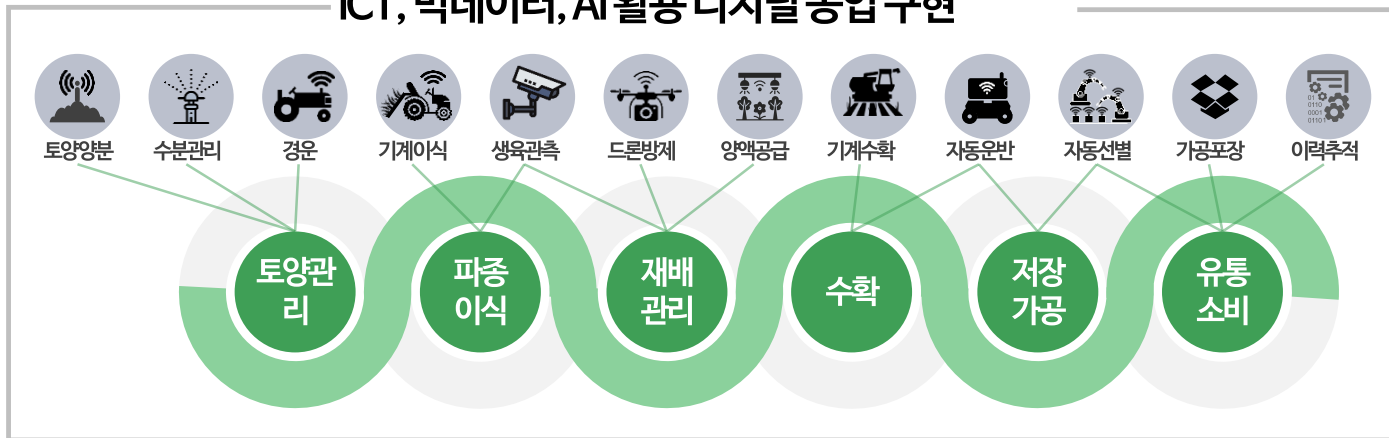 ICT, 빅데이터, AI 활용 디지털 농업 구현
토양양분 수분관리 경운 기계이식 생육관측 드론방제 양액공급 기계수확 자동운반 자동선별 가공포장 이력추적
01
0110
0001
01101
토양관
리
파종
이식
재배
관리
수확
저장
가공
유통
소비